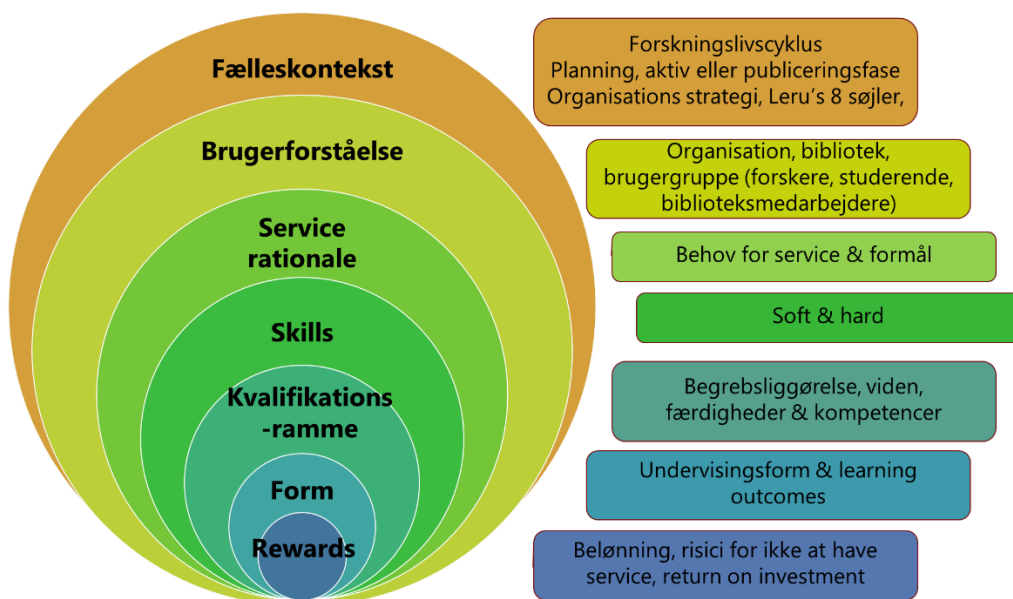 Fælleskontekst
Forskningslivscyklus
Planning, aktiv eller publiceringsfase
Organisations strategi, Leru's 8 søjler,
Brugerforståelse
Organisation, bibliotek,
brugergruppe (forskere, studerende,
biblioteksmedarbejdere)
Service
rationale
Behov for service & formål
Skills
Soft & hard
Kvalifikations
-ramme
Begrebsliggørelse, viden,
færdigheder & kompetencer
Form
Undervisingsform & learning
outcomes
Rewards
Belønning, risici for ikke at have
service, return on investment